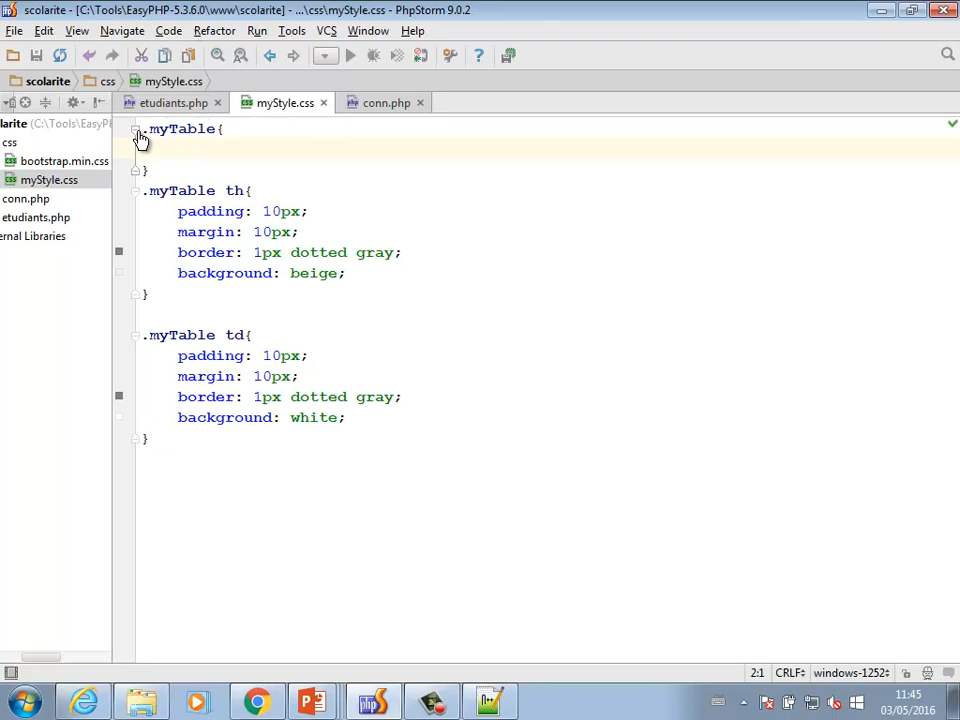 scolarite - [C:\Tools\EasyPHP-5.3.6.0\www\scolarite] - ...\css\myStyle.css - PhpStorm 9.0.2
File Edit View Navigate Code Refactor Run Tools VCS Window Help
scolarite css myStyle.css
etudiants.php myStyle.css conn.php
larite (C:\Tools\EasyP
css
bootstrap.min.css
myStyle.css
conn.php
etudiants.php
rnal Libraries
.myTable{
}
.myTable th{
padding: 10px;
margin: 10px;
border: 1px dotted gray;
background: beige;
}
.myTable td{
padding: 10px;
margin: 10px;
border: 1px dotted gray;
background: white;
}
2:1 CRLF windows-1252
11:45
03/05/2016